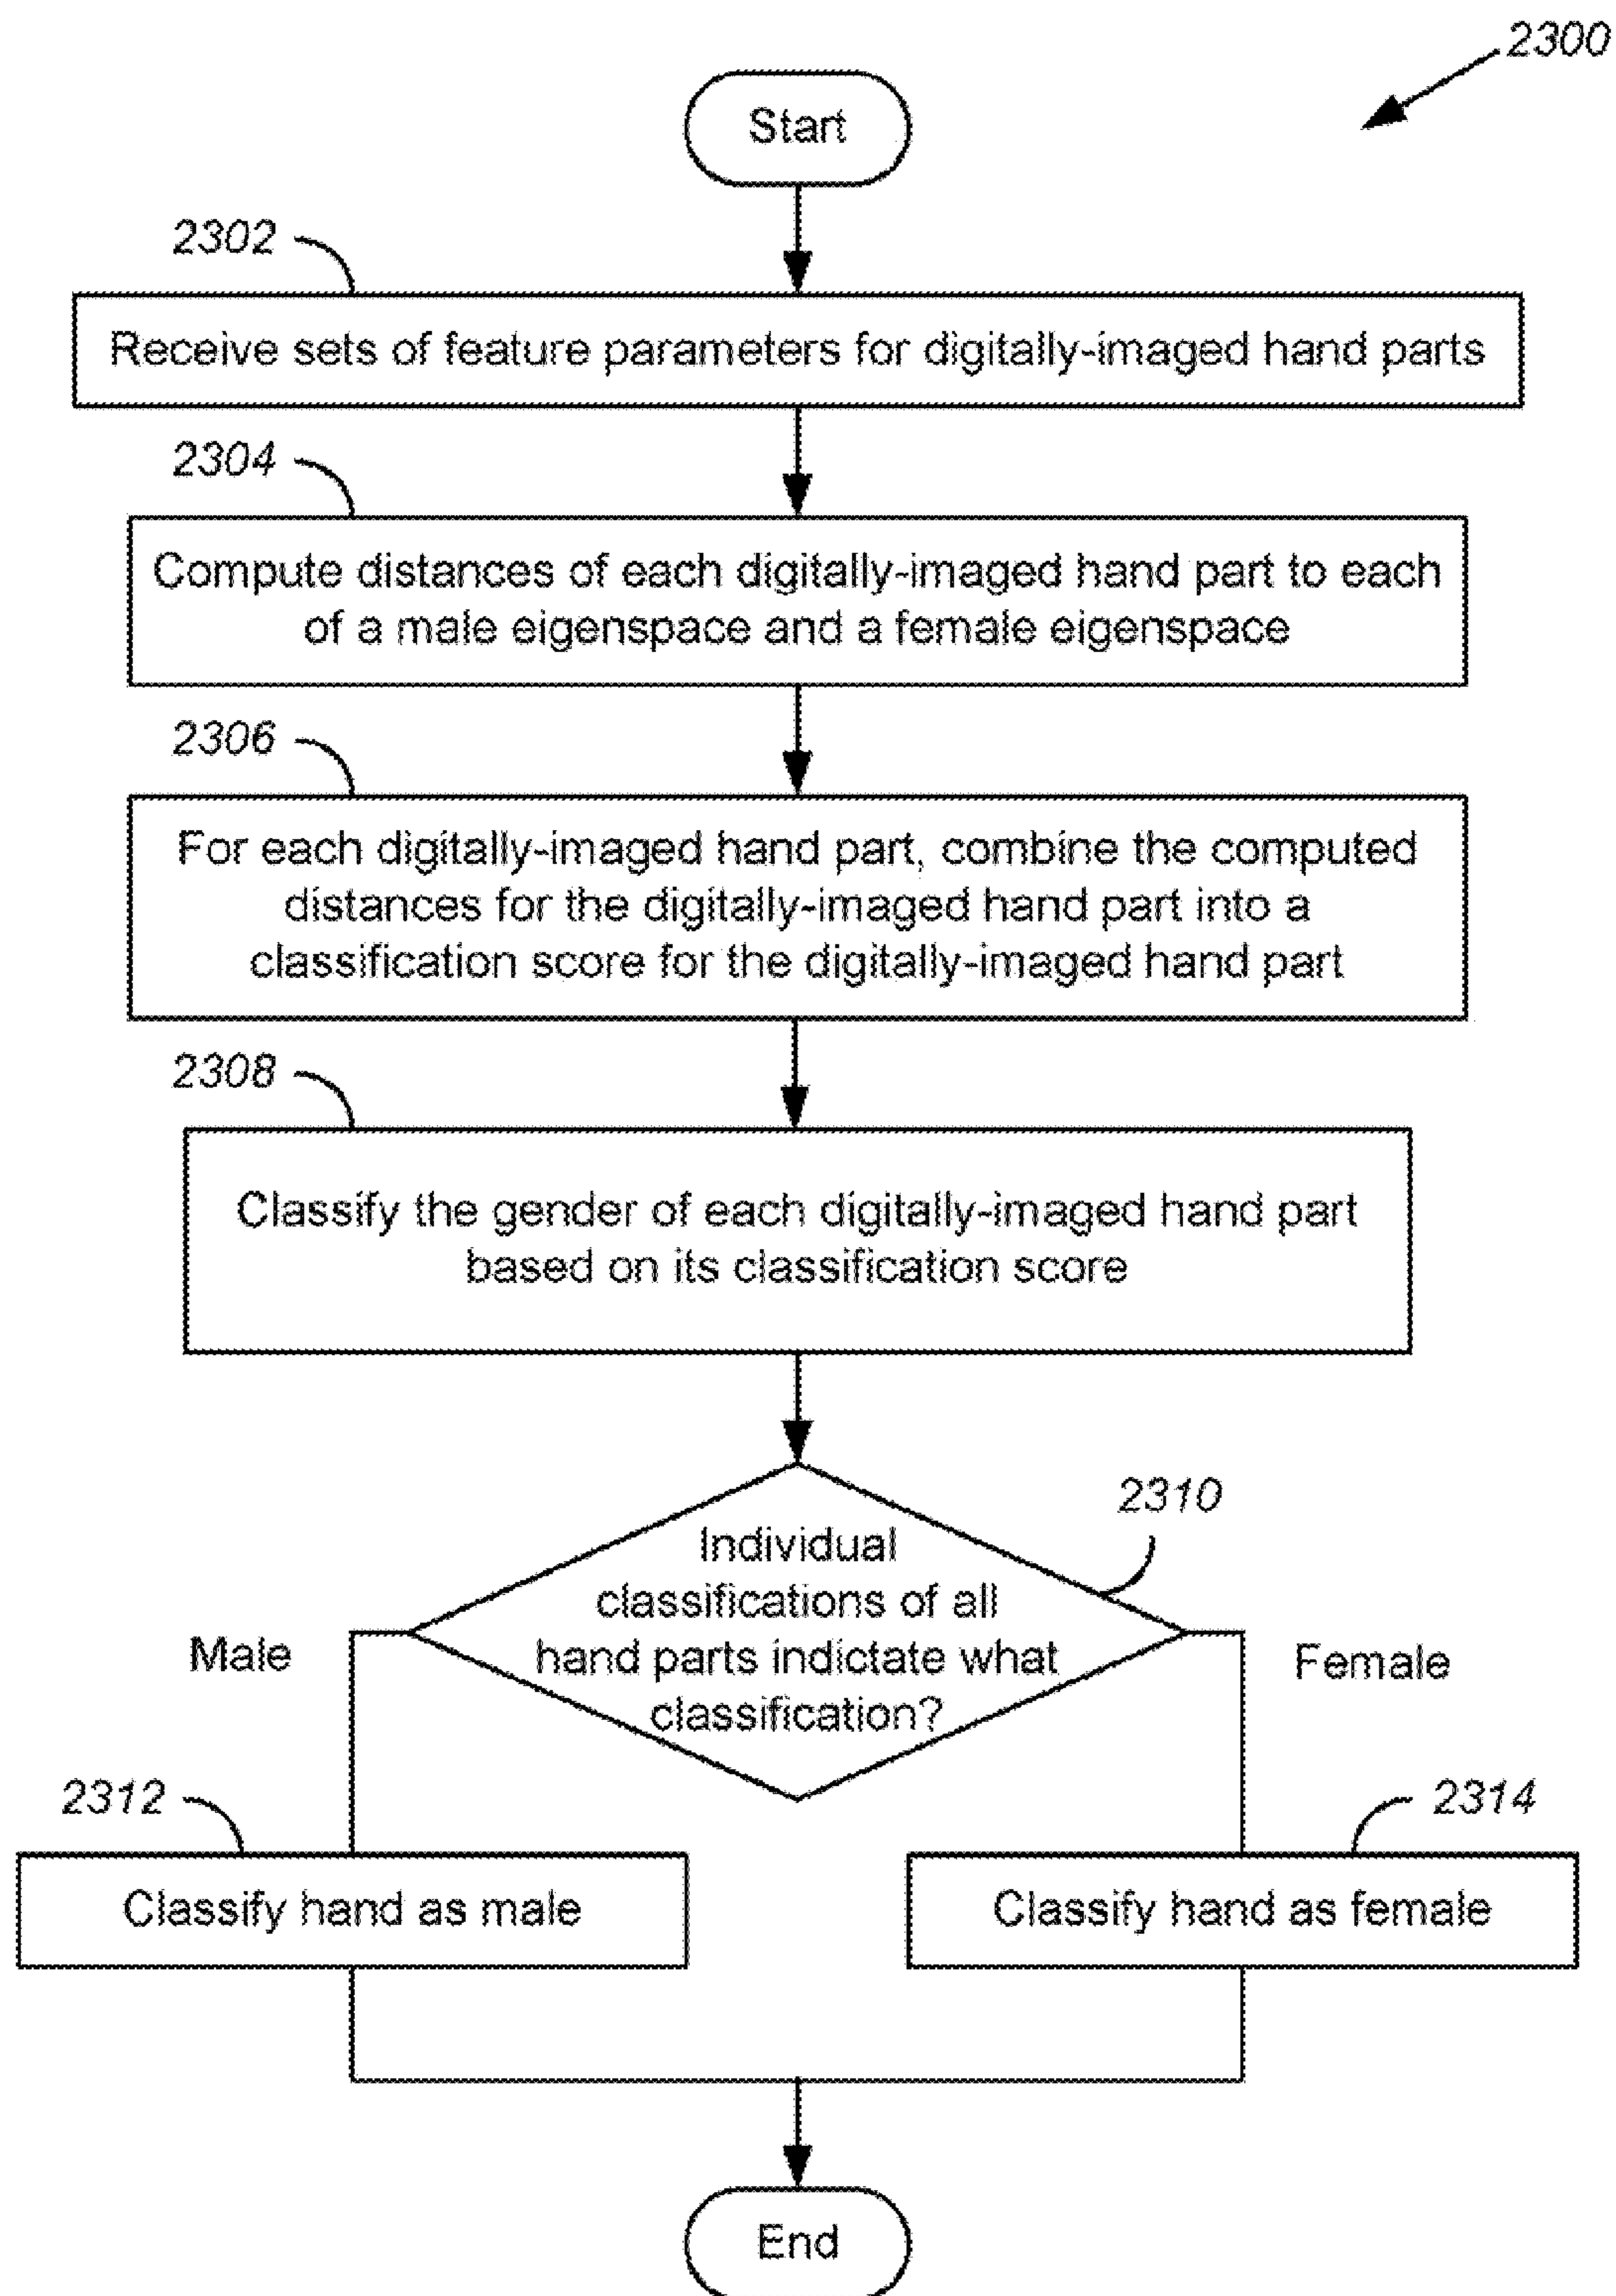 2300
Start
2302
Receive sets of feature parameters for digitally-imaged hand parts
2304
Compute distances of each digitally-imaged hand part to each
of a male eigenspace and a female eigenspace
2306
For each digitally-imaged hand part, combine the computed
distances for the digitally-imaged hand part into a
classification score for the digitally-imaged hand part
2308
Classify the gender of each digitally-imaged hand part
based on its classification score
2310
Individual
classifications of all
hand parts indictate what
classification?
Male
Female
2312
2314
Classify hand as male
Classify hand as female
End